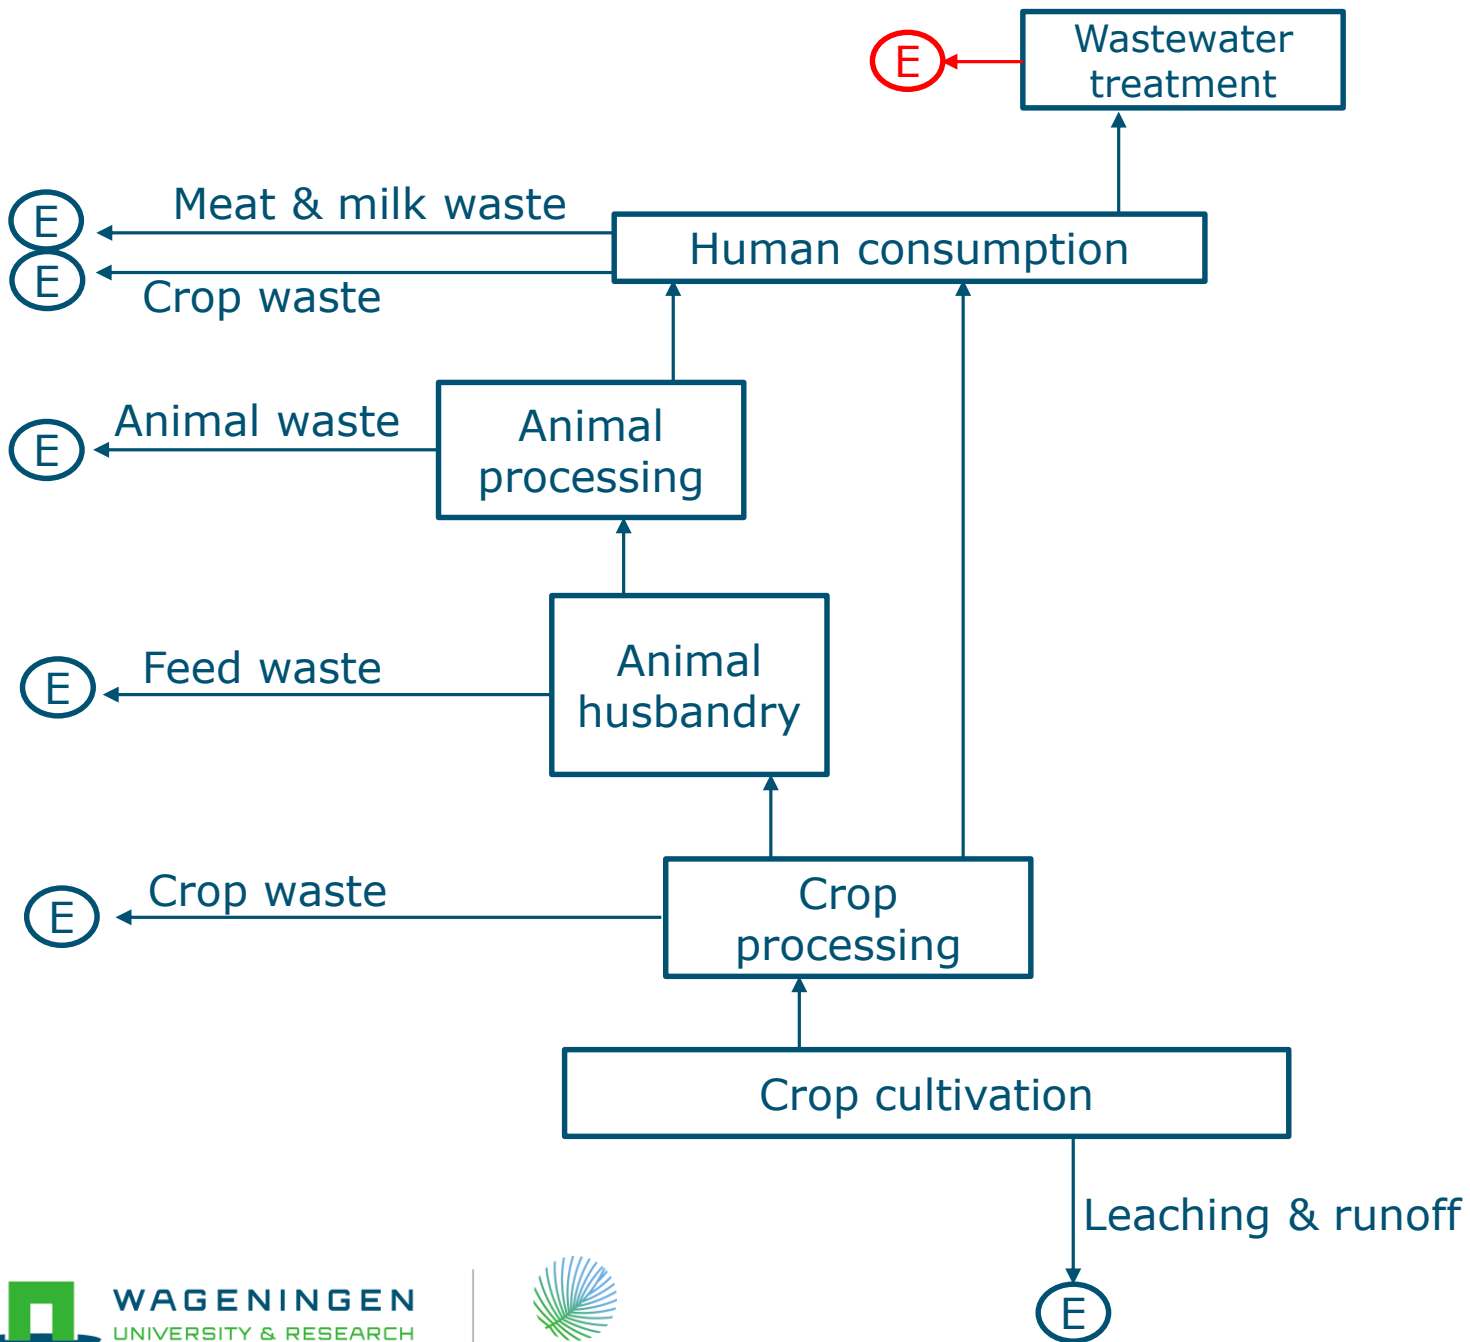 Wastewater
treatment
E
Meat & milk waste
E
Human consumption
E
Crop waste
Animal waste
E
Animal
processing
Feed waste
E
Animal
husbandry
Crop waste
E
Crop
processing
Crop cultivation
Leaching & runoff
E
WAGENINGEN
UNIVERSITY & RESEARCH